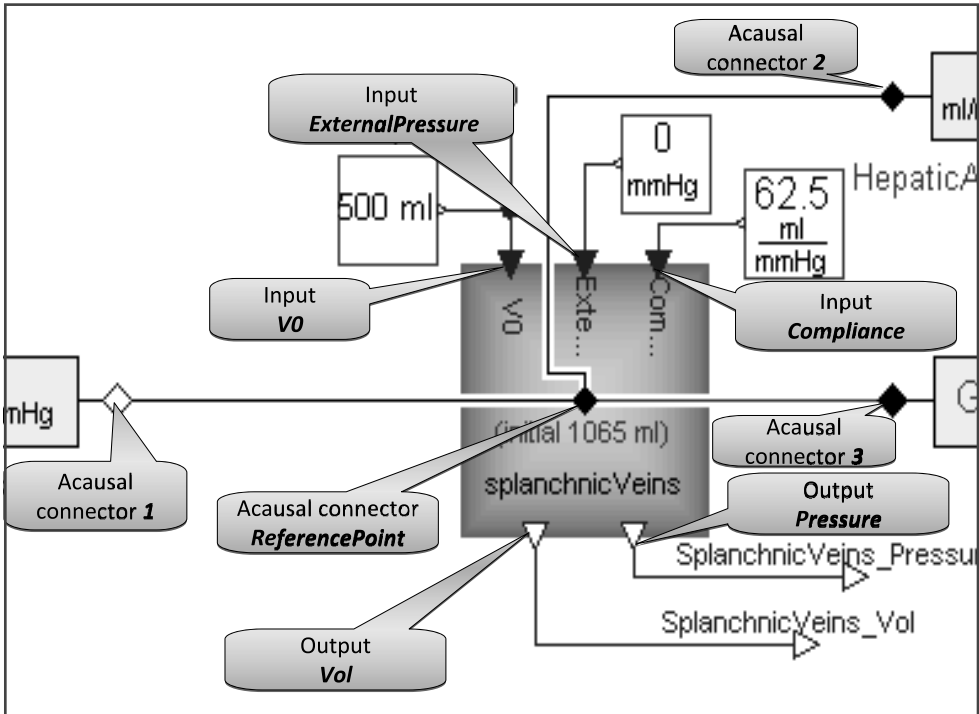 Acausal
connector 2
Input
ExternalPressure
ml/
0
mmHg
HepaticA
500 ml
62.5
ml
mmHg
Input
V0
V0
Exte...
Com...
Input
Compliance
mHg
G
(initial 1065 ml)
Acausal
connector 3
Acausal
connector 1
splanchnicVeins
Acausal connector
ReferencePoint
Output
Pressure
SplanchnicVeins_Pressur
SplanchnicVeins_Vol
Output
Vol